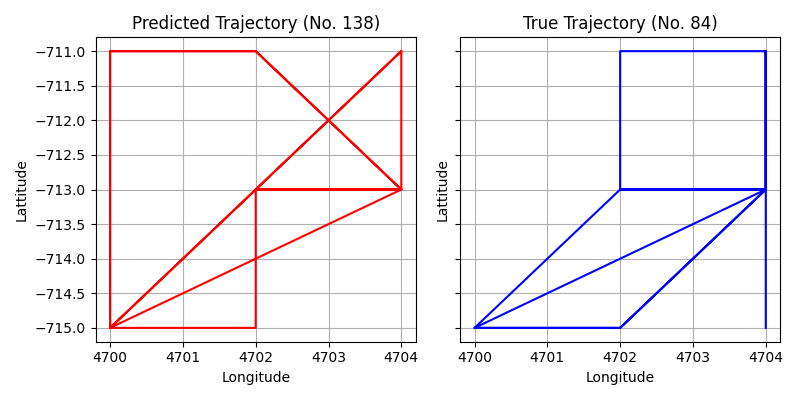 Predicted Trajectory (No. 138)
True Trajectory (No. 84)
−711.0
−711.5
−712.0
−712.5
−713.0
−713.5
−714.0
−714.5
−715.0
Lattitude
Lattitude
4700 4701 4702 4703 4704
4700 4701 4702 4703 4704
Longitude
Longitude